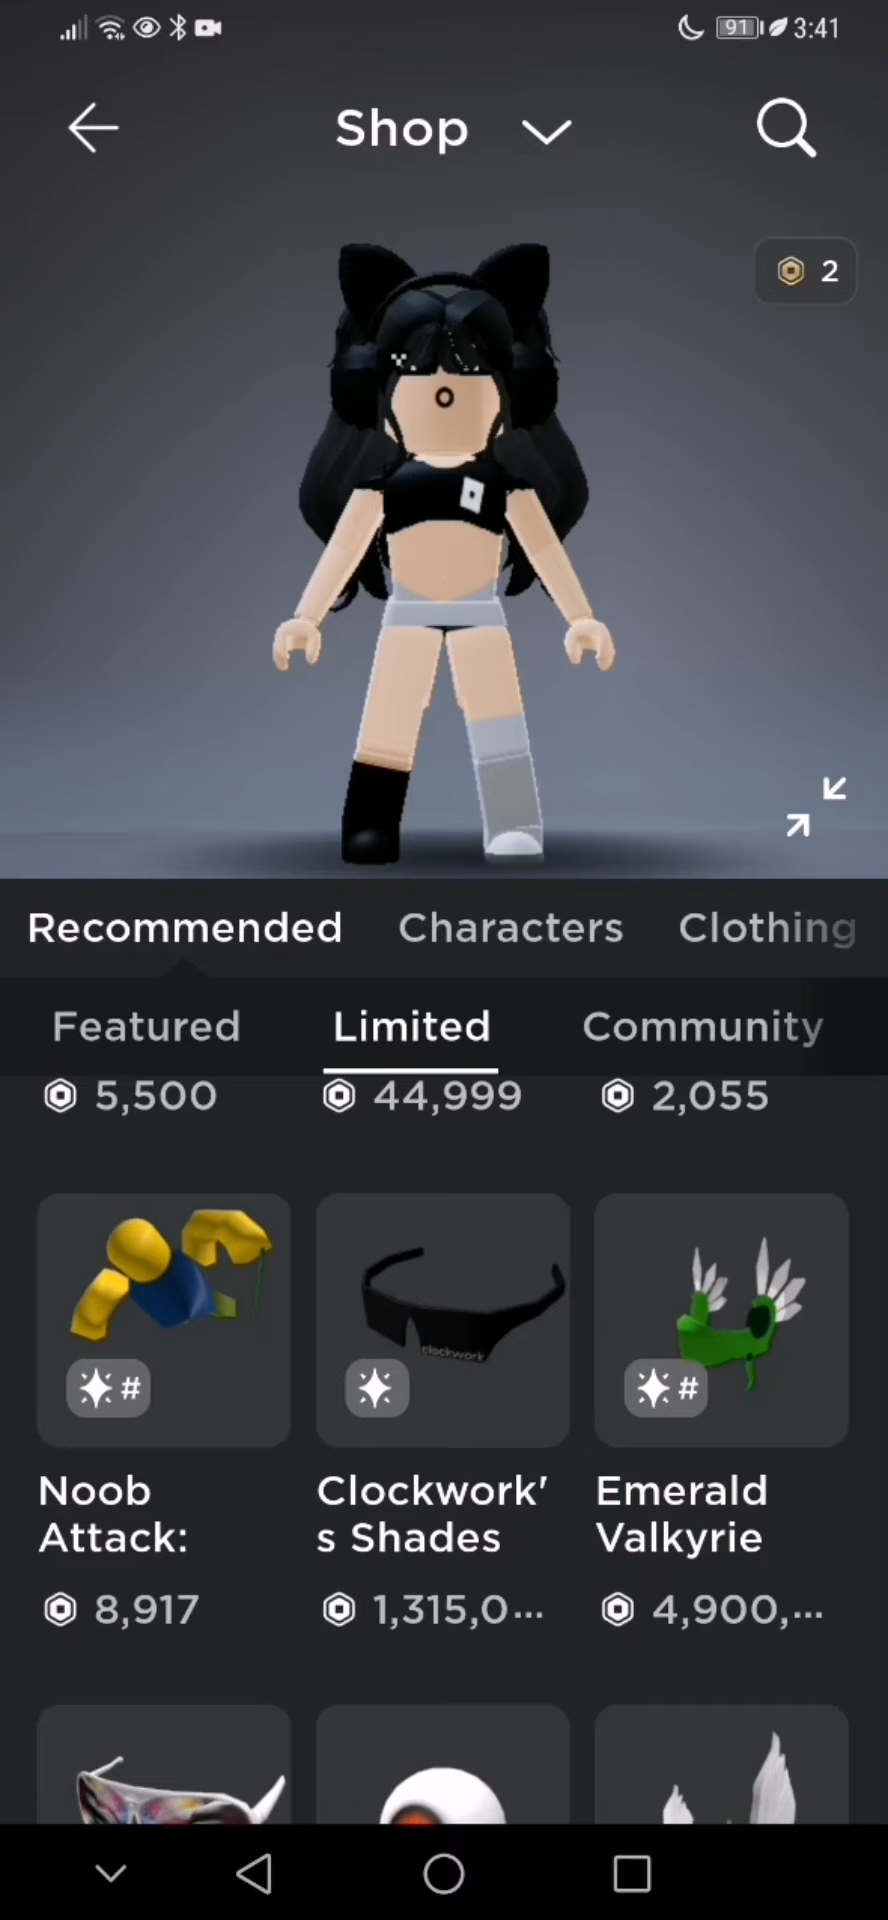 91 3:41
Shop
2
Recommended Characters Clothing
Featured Limited Community
5,500 44,999 2,055
clockwork
# #
Noob Clockwork' Emerald
Attack: s Shades Valkyrie
8,917 1,315,0... 4,900,...